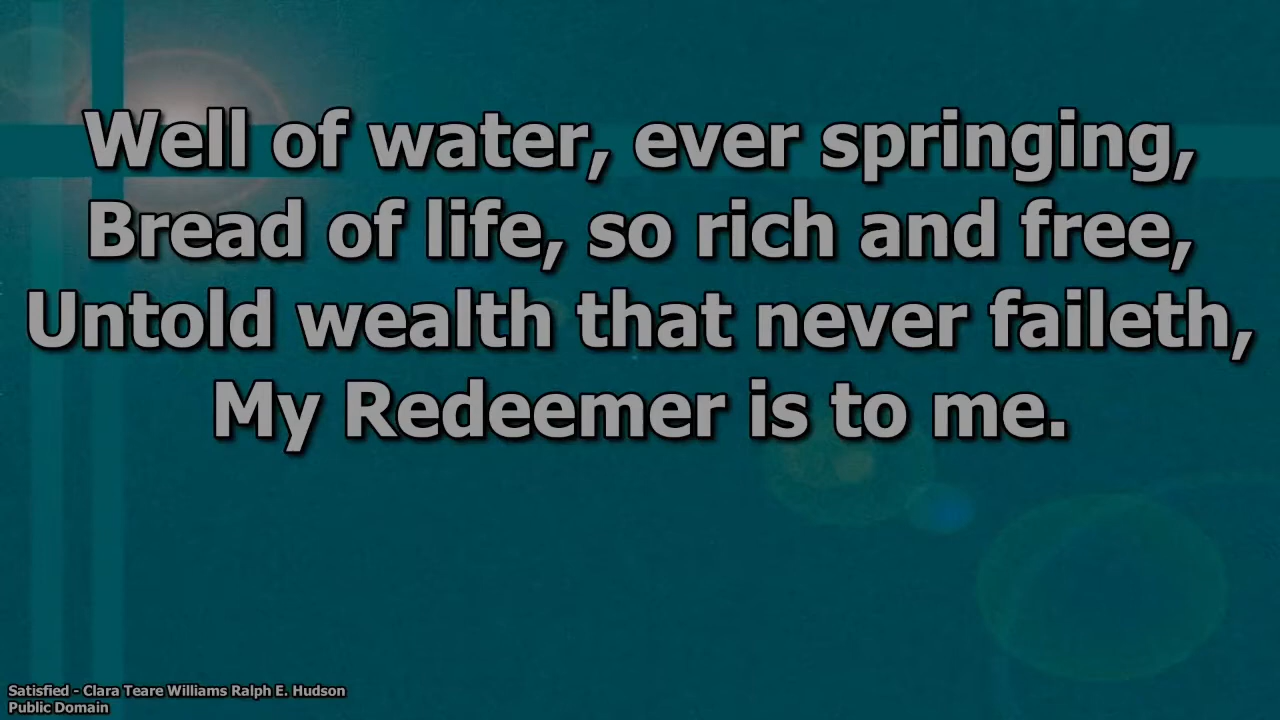 Well of water, ever springing,
Bread of life, so rich and free,
Untold wealth that never faileth,
My Redeemer is to me.
Satisfied - Clara Teare Williams Ralph E. Hudson
Public Domain